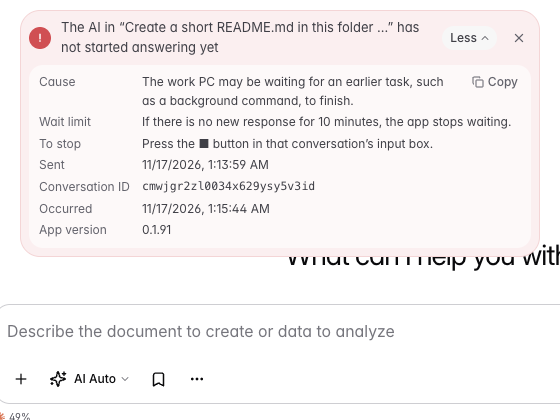 The AI in “Create a short README.md in this folder ...” has
not started answering yet
Less
Cause
The work PC may be waiting for an earlier task, such
as a background command, to finish.
Copy
Wait limit If there is no new response for 10 minutes, the app stops waiting.
To stop Press the ■ button in that conversation’s input box.
Sent 11/17/2026, 1:13:59 AM
Conversation ID cmwjgr2zl0034x629ysy5v3id
Occurred 11/17/2026, 1:15:44 AM
App version 0.1.91
What can I help you with
Describe the document to create or data to analyze
AI Auto
49%